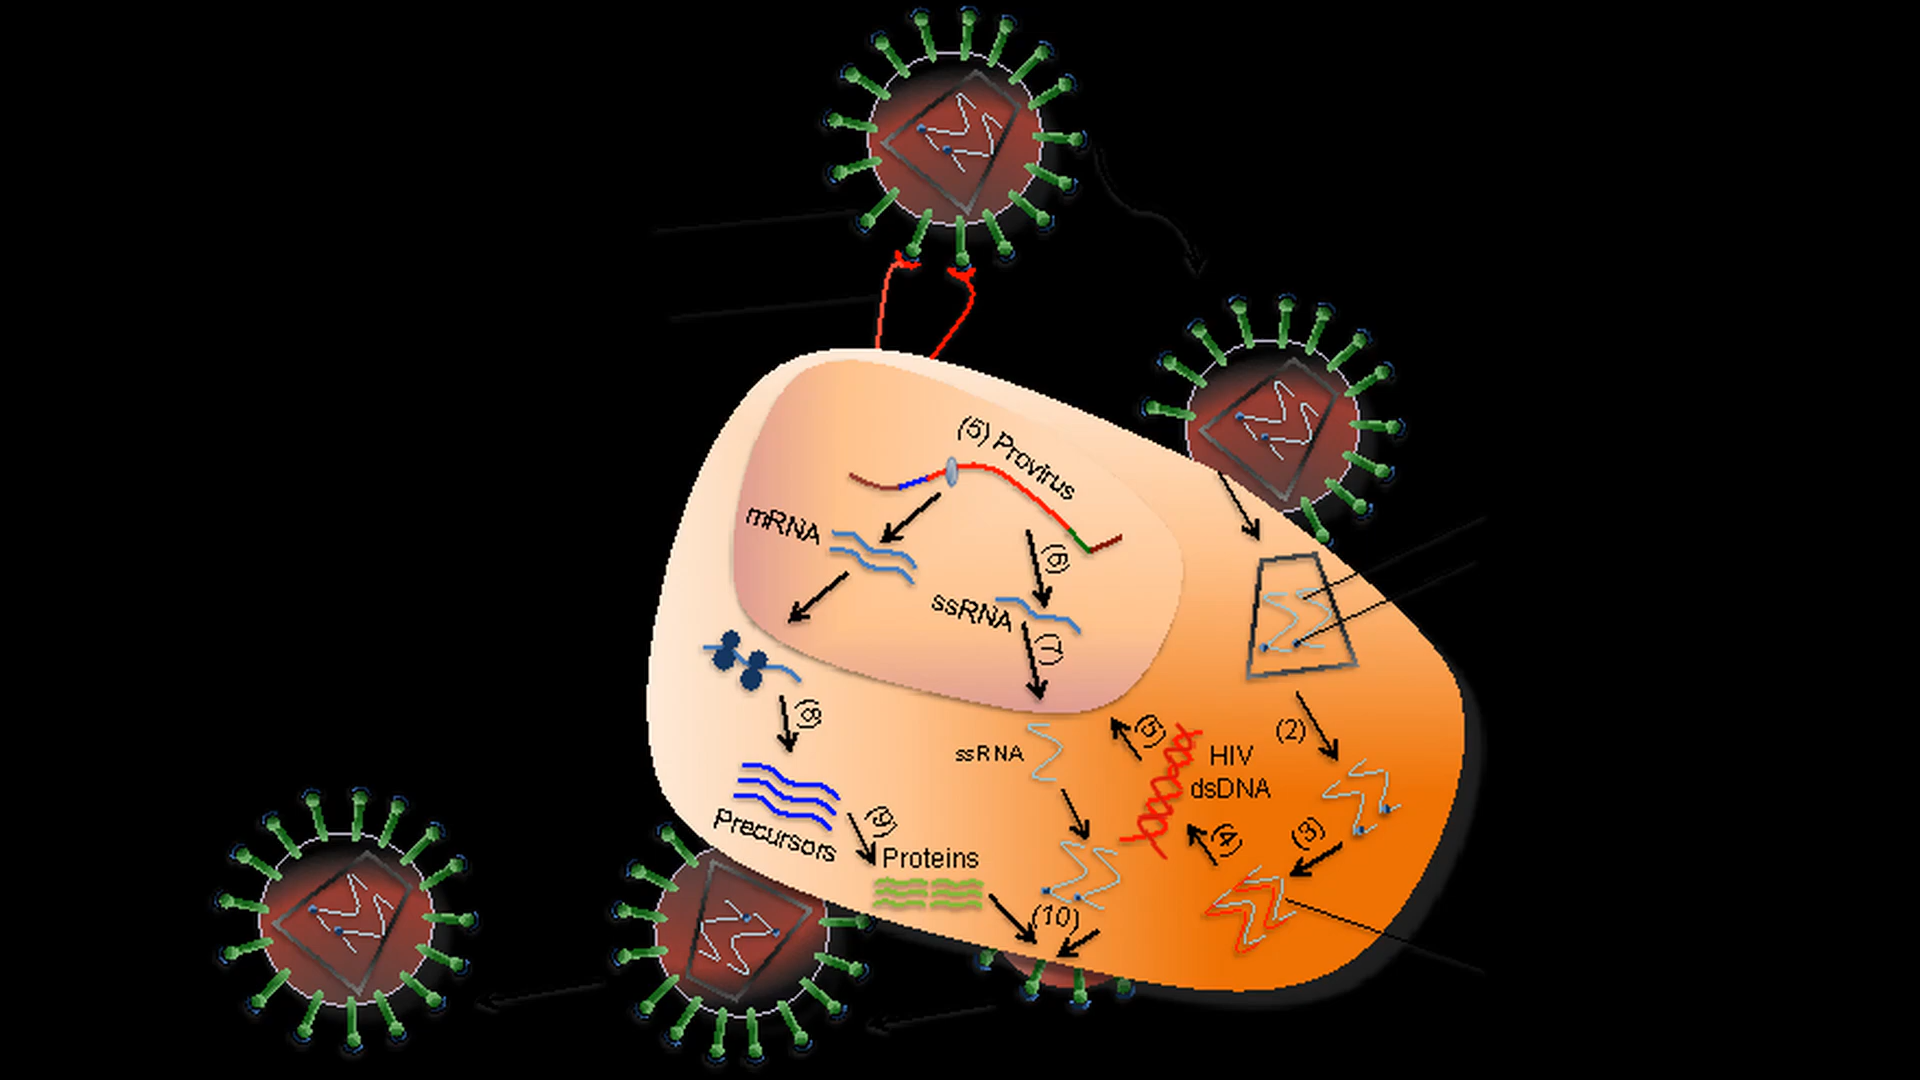 (5) Provirus
mRNA
(6)
ssRNA
(7)
(8)
ssRNA
(5)
HIV
dsDNA
(2)
Precursors
(9)
Proteins
(4)
(3)
(10)